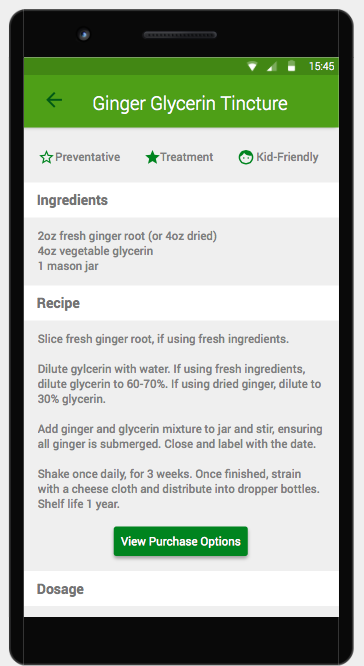 15:45
Ginger Glycerin Tincture
Preventative Treatment Kid-Friendly
Ingredients
2oz fresh ginger root (or 4oz dried)
4oz vegetable glycerin
1 mason jar
Recipe
Slice fresh ginger root, if using fresh ingredients.
Dilute gylcerin with water. If using fresh ingredients,
dilute glycerin to 60-70%. If using dried ginger, dilute to
30% glycerin.
Add ginger and glycerin mixture to jar and stir, ensuring
all ginger is submerged. Close and label with the date.
Shake once daily, for 3 weeks. Once finished, strain
with a cheese cloth and distribute into dropper bottles.
Shelf life 1 year.
View Purchase Options
Dosage